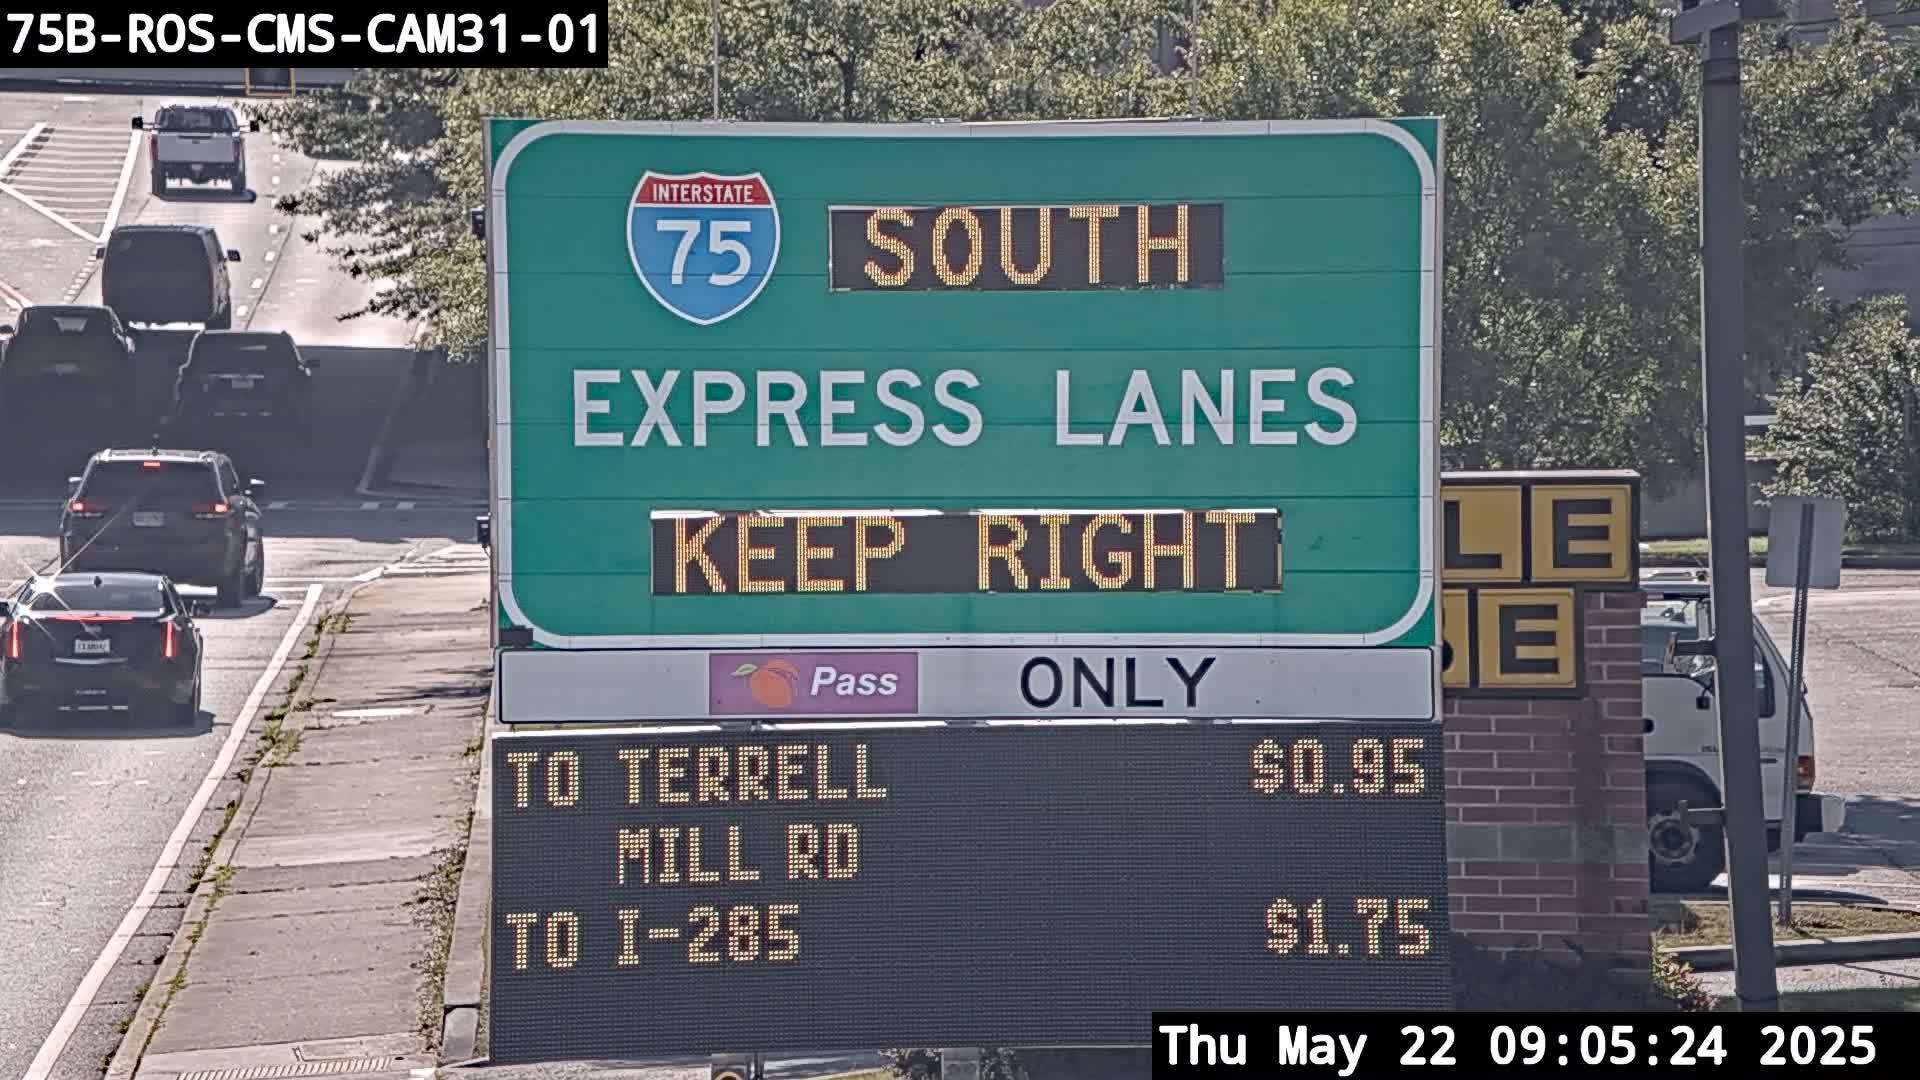 75B-ROS-CMS-CAM31-01
INTERSTATE
75
SOUTH
EXPRESS LANES
KEEP RIGHT
Pass ONLY
TO TERRELL $0.95
MILL RD
TO I-285 $1.75
LE
E
Thu May 22 09:05:24 2025